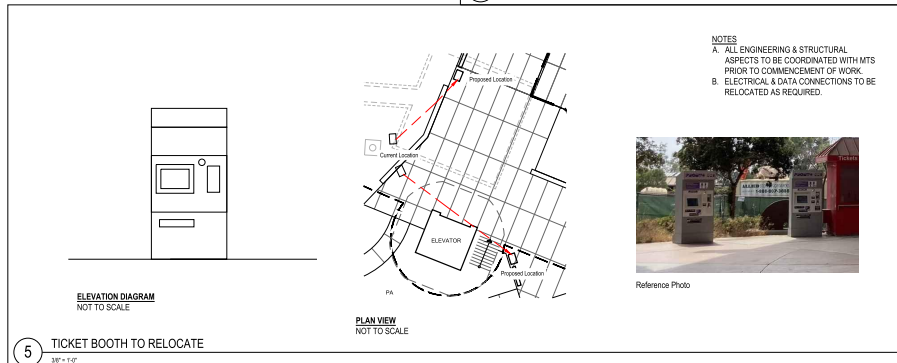 NOTES
A. ALL ENGINEERING & STRUCTURAL
ASPECTS TO BE COORDINATED WITH MTS
PRIOR TO COMMENCEMENT OF WORK.
B. ELECTRICAL & DATA CONNECTIONS TO BE
RELOCATED AS REQUIRED.
Proposed Location
Current Location
ELEVATOR
Proposed Location
PA
Tickets
Reference Photo
ELEVATION DIAGRAM
NOT TO SCALE
PLAN VIEW
NOT TO SCALE
5 TICKET BOOTH TO RELOCATE
3/8" = 1'-0"